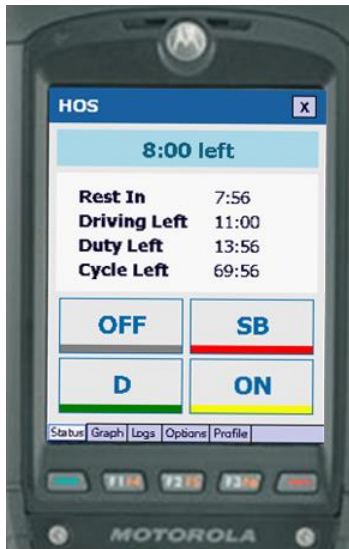 HOS X
8:00 left
Rest In 7:56
Driving Left 11:00
Duty Left 13:56
Cycle Left 69:56
OFF SB
D ON
Status Graph Logs Options Profile
MOTOROLA